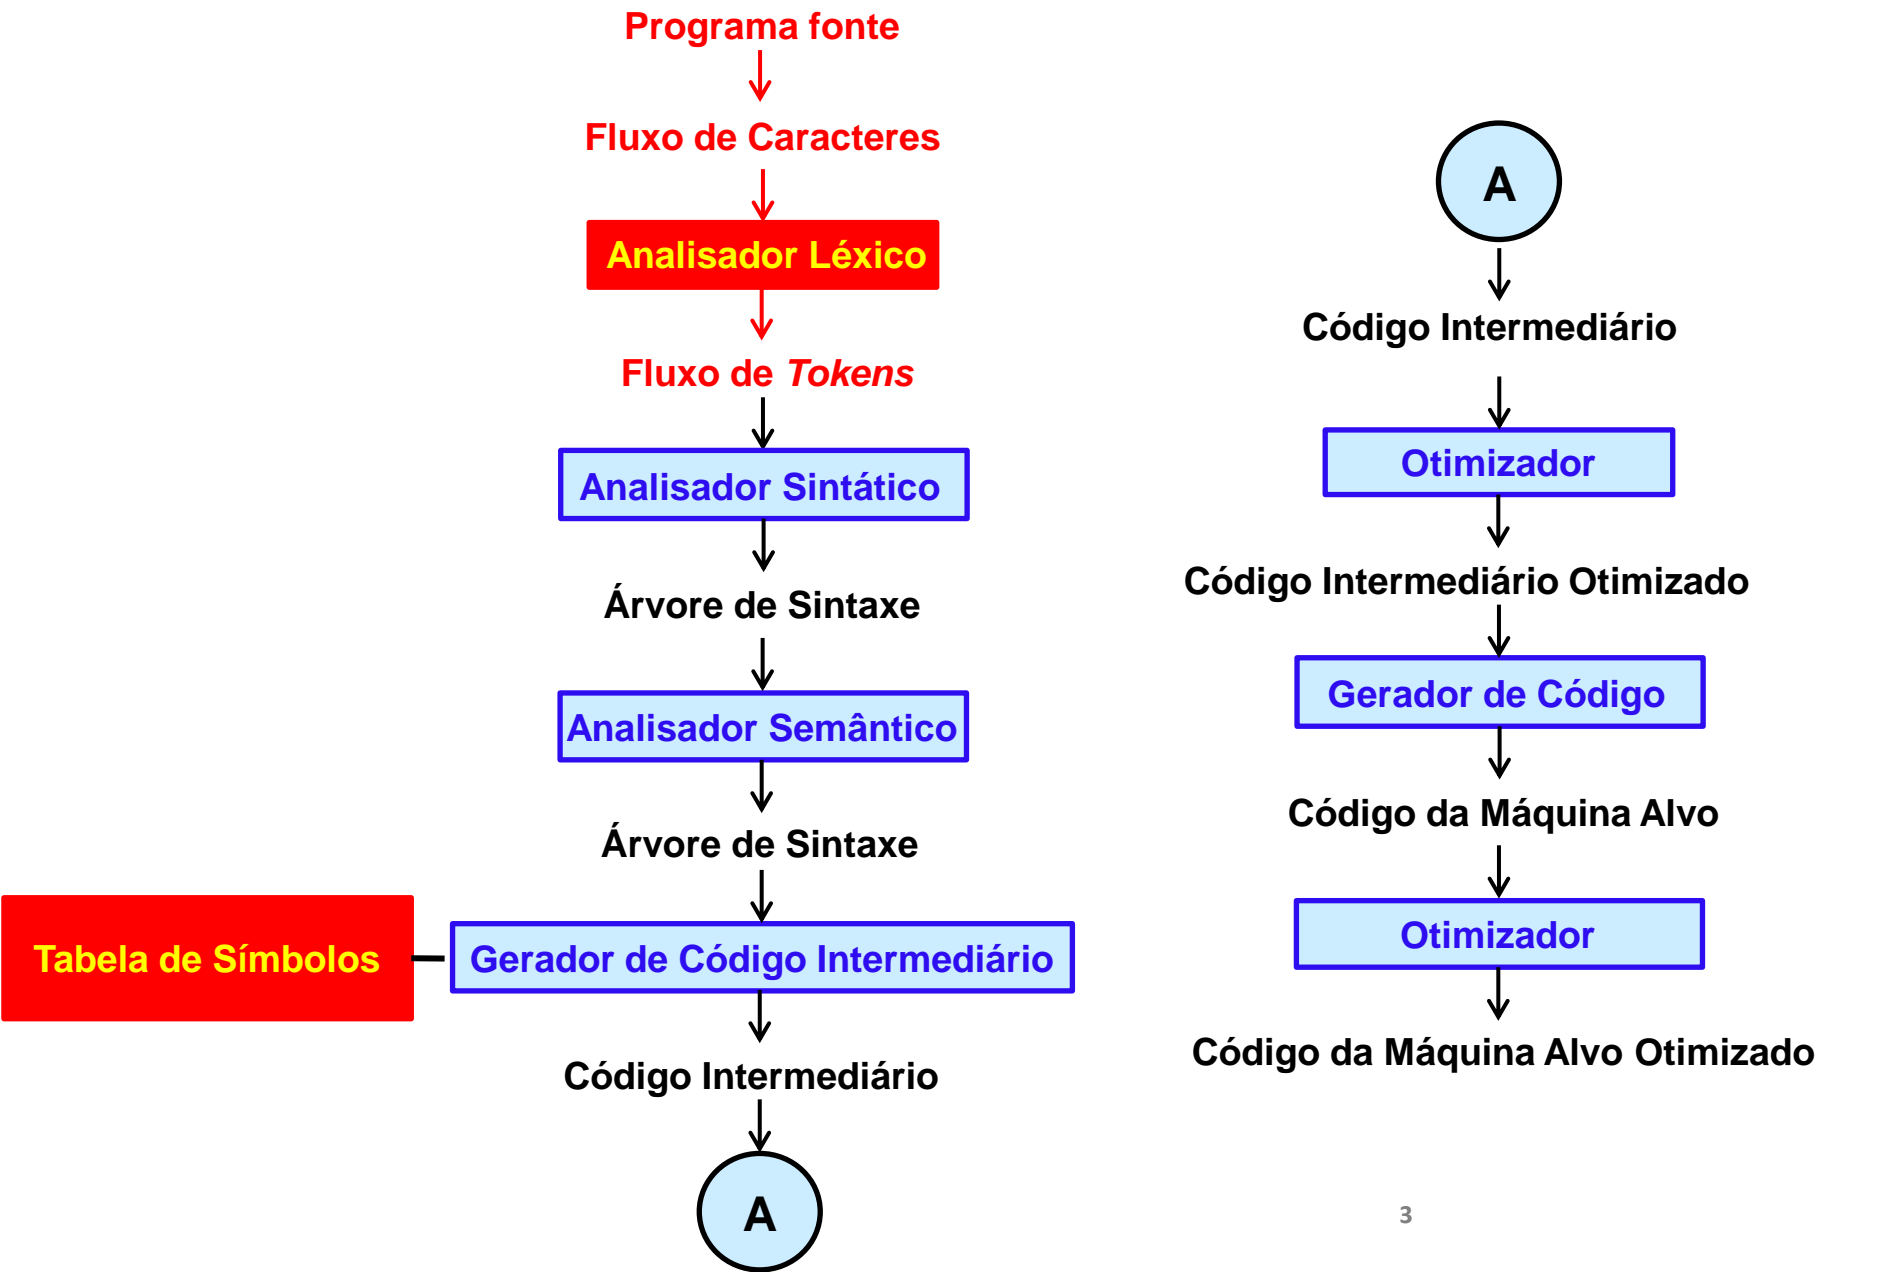 Programa fonte
Fluxo de Caracteres
Analisador Léxico
Fluxo de Tokens
Analisador Sintático
Árvore de Sintaxe
Analisador Semântico
Árvore de Sintaxe
Tabela de Símbolos
Gerador de Código Intermediário
Código Intermediário
A
A
Código Intermediário
Otimizador
Código Intermediário Otimizado
Gerador de Código
Código da Máquina Alvo
Otimizador
Código da Máquina Alvo Otimizado
3